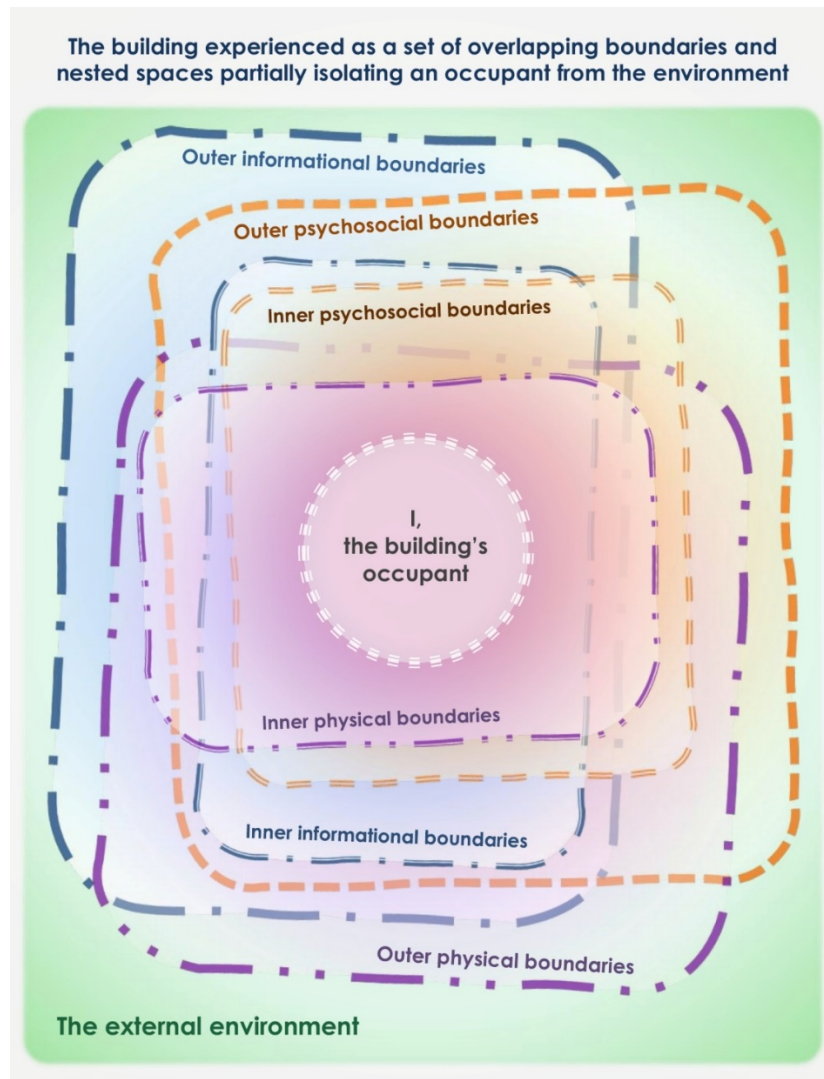 The building experienced as a set of overlapping boundaries and
nested spaces partially isolating an occupant from the environment
Outer informational boundaries
Outer psychosocial boundaries
Inner psychosocial boundaries
I,
the building's
occupant
Inner physical boundaries
Inner informational boundaries
Outer physical boundaries
The external environment